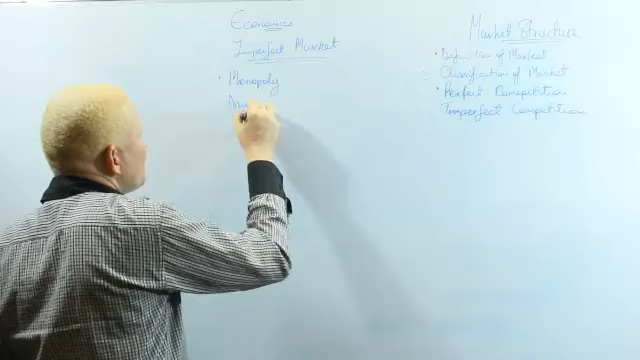 Economics
Imperfect Market
• Monopoly
Market Structure
• Definition of Market
Classification of Market
• Perfect Competition
Imperfect Competition